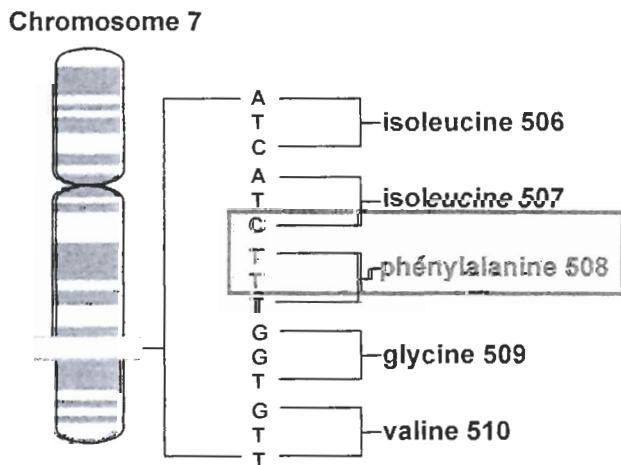 Chromosome 7
A
T
C
isoleucine 506
A
T
C
isoleucine 507
T
T
T
phénylalanine 508
G
G
T
glycine 509
G
T
T
valine 510